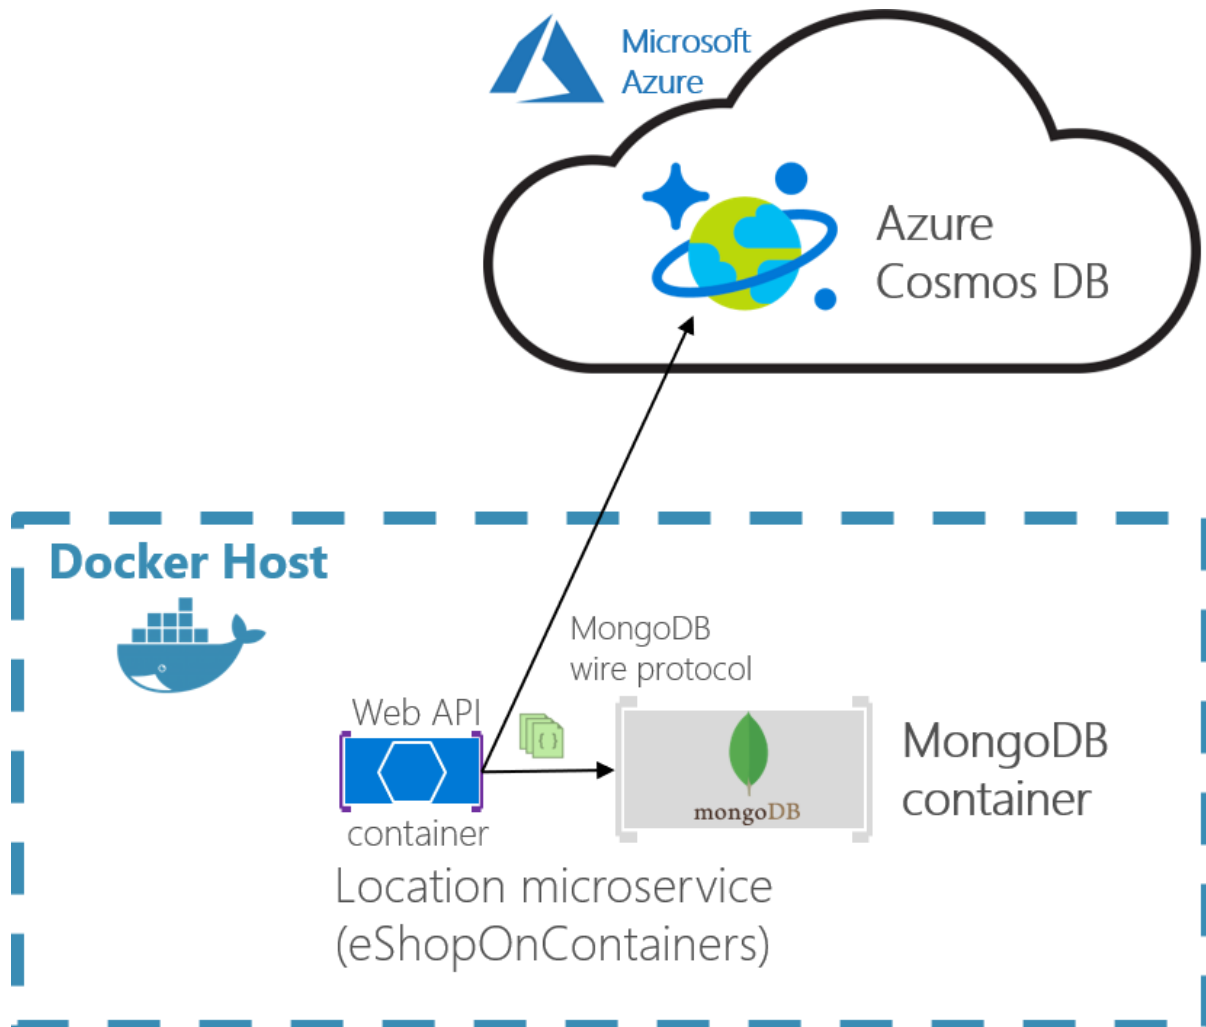 Microsoft
Azure
Azure
Cosmos DB
Docker Host
MongoDB
wire protocol
Web API
{ }
mongoDB
MongoDB
container
container
Location microservice
(eShopOnContainers)